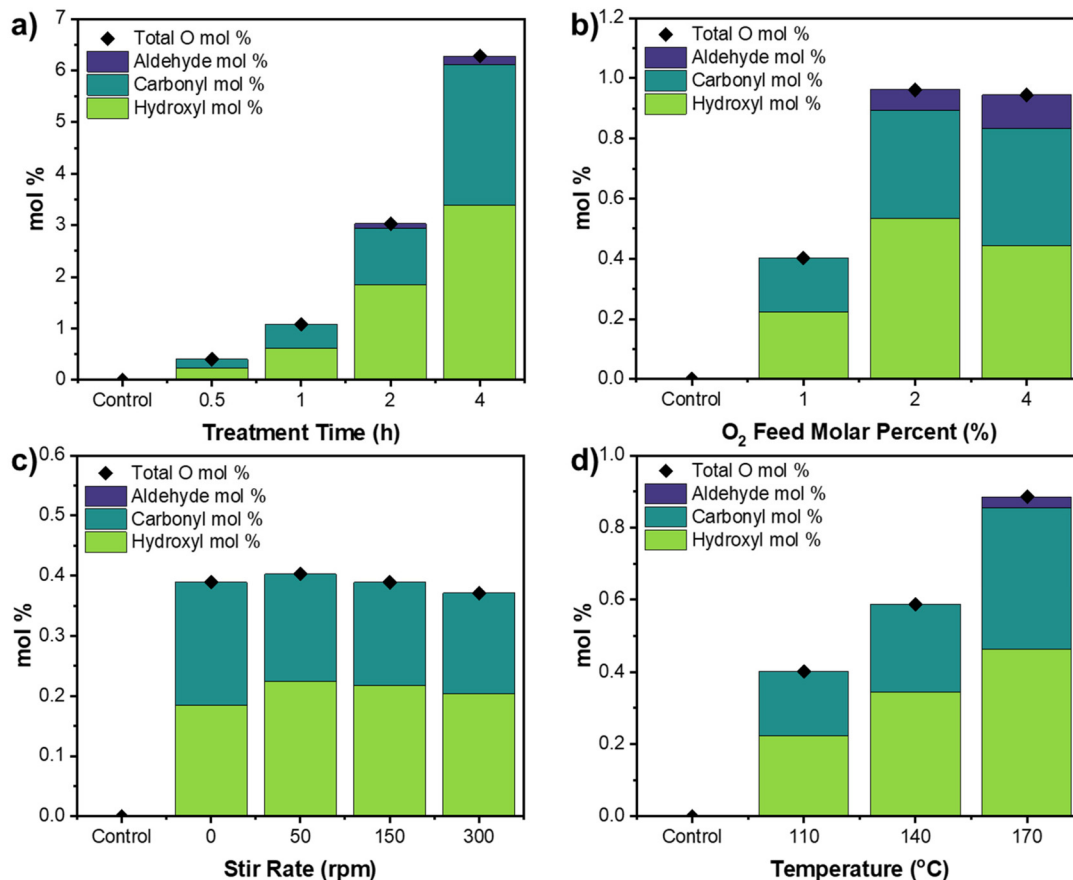 a)
Total O mol %
Aldehyde mol %
Carbonyl mol %
Hydroxyl mol %
7
6
5
4
3
2
1
0
mol %
Control 0.5 1 2 4
Treatment Time (h)
b)
Total O mol %
Aldehyde mol %
Carbonyl mol %
Hydroxyl mol %
1.2
1.0
0.8
0.6
0.4
0.2
0.0
mol %
Control 1 2 4
O₂ Feed Molar Percent (%)
c)
Total O mol %
Aldehyde mol %
Carbonyl mol %
Hydroxyl mol %
0.6
0.5
0.4
0.3
0.2
0.1
0.0
mol %
Control 0 50 150 300
Stir Rate (rpm)
d)
Total O mol %
Aldehyde mol %
Carbonyl mol %
Hydroxyl mol %
1.0
0.8
0.6
0.4
0.2
0.0
mol %
Control 110 140 170
Temperature (ºC)